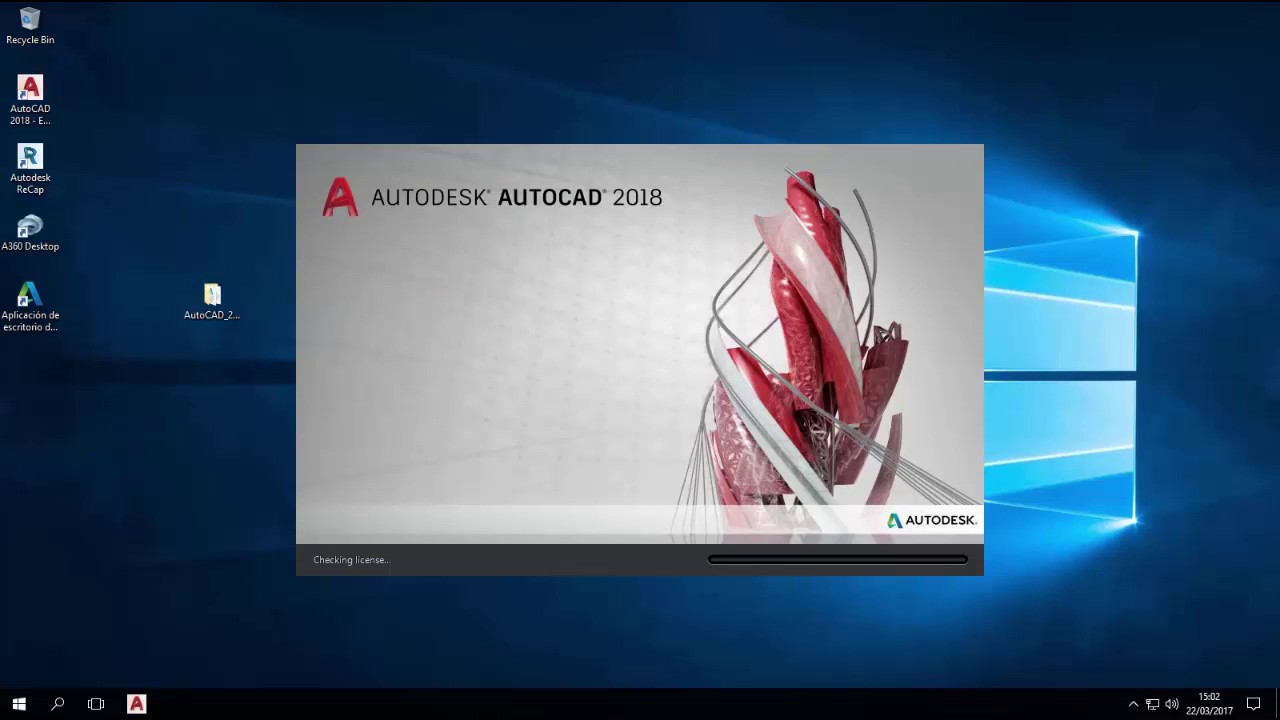 Recycle Bin
AutoCAD
2018 - E...
Autodesk
ReCap
A360 Desktop
Aplicación de
escritorio d...
AutoCAD_2...
AUTODESK® AUTOCAD® 2018
AUTODESK.
Checking license...
15:02
22/03/2017